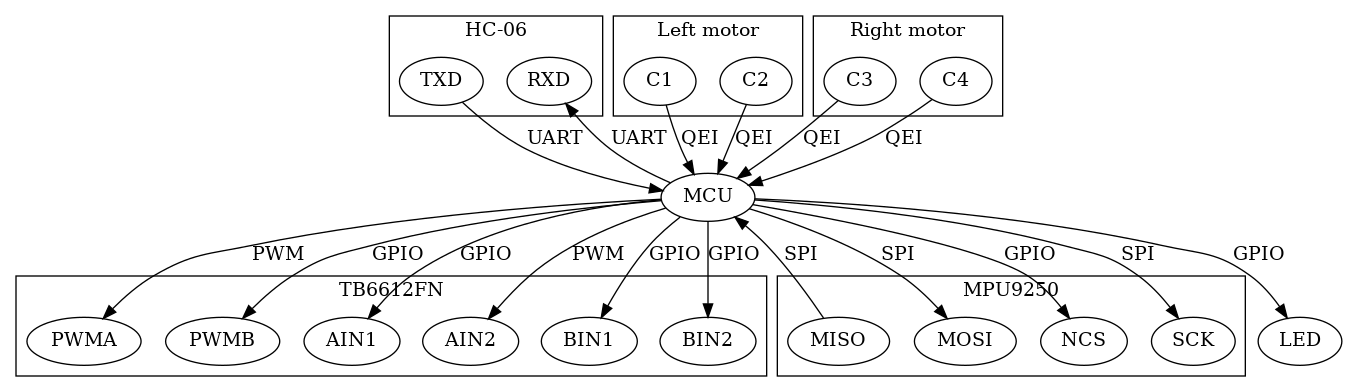 HC-06
Left motor
Right motor
TXD
RXD
C1
C2
C3
C4
UART
UART
QEI
QEI
QEI
QEI
MCU
PWM
GPIO
GPIO
PWM
GPIO
GPIO
SPI
SPI
GPIO
SPI
GPIO
TB6612FN
MPU9250
PWMA
PWMB
AIN1
AIN2
BIN1
BIN2
MISO
MOSI
NCS
SCK
LED